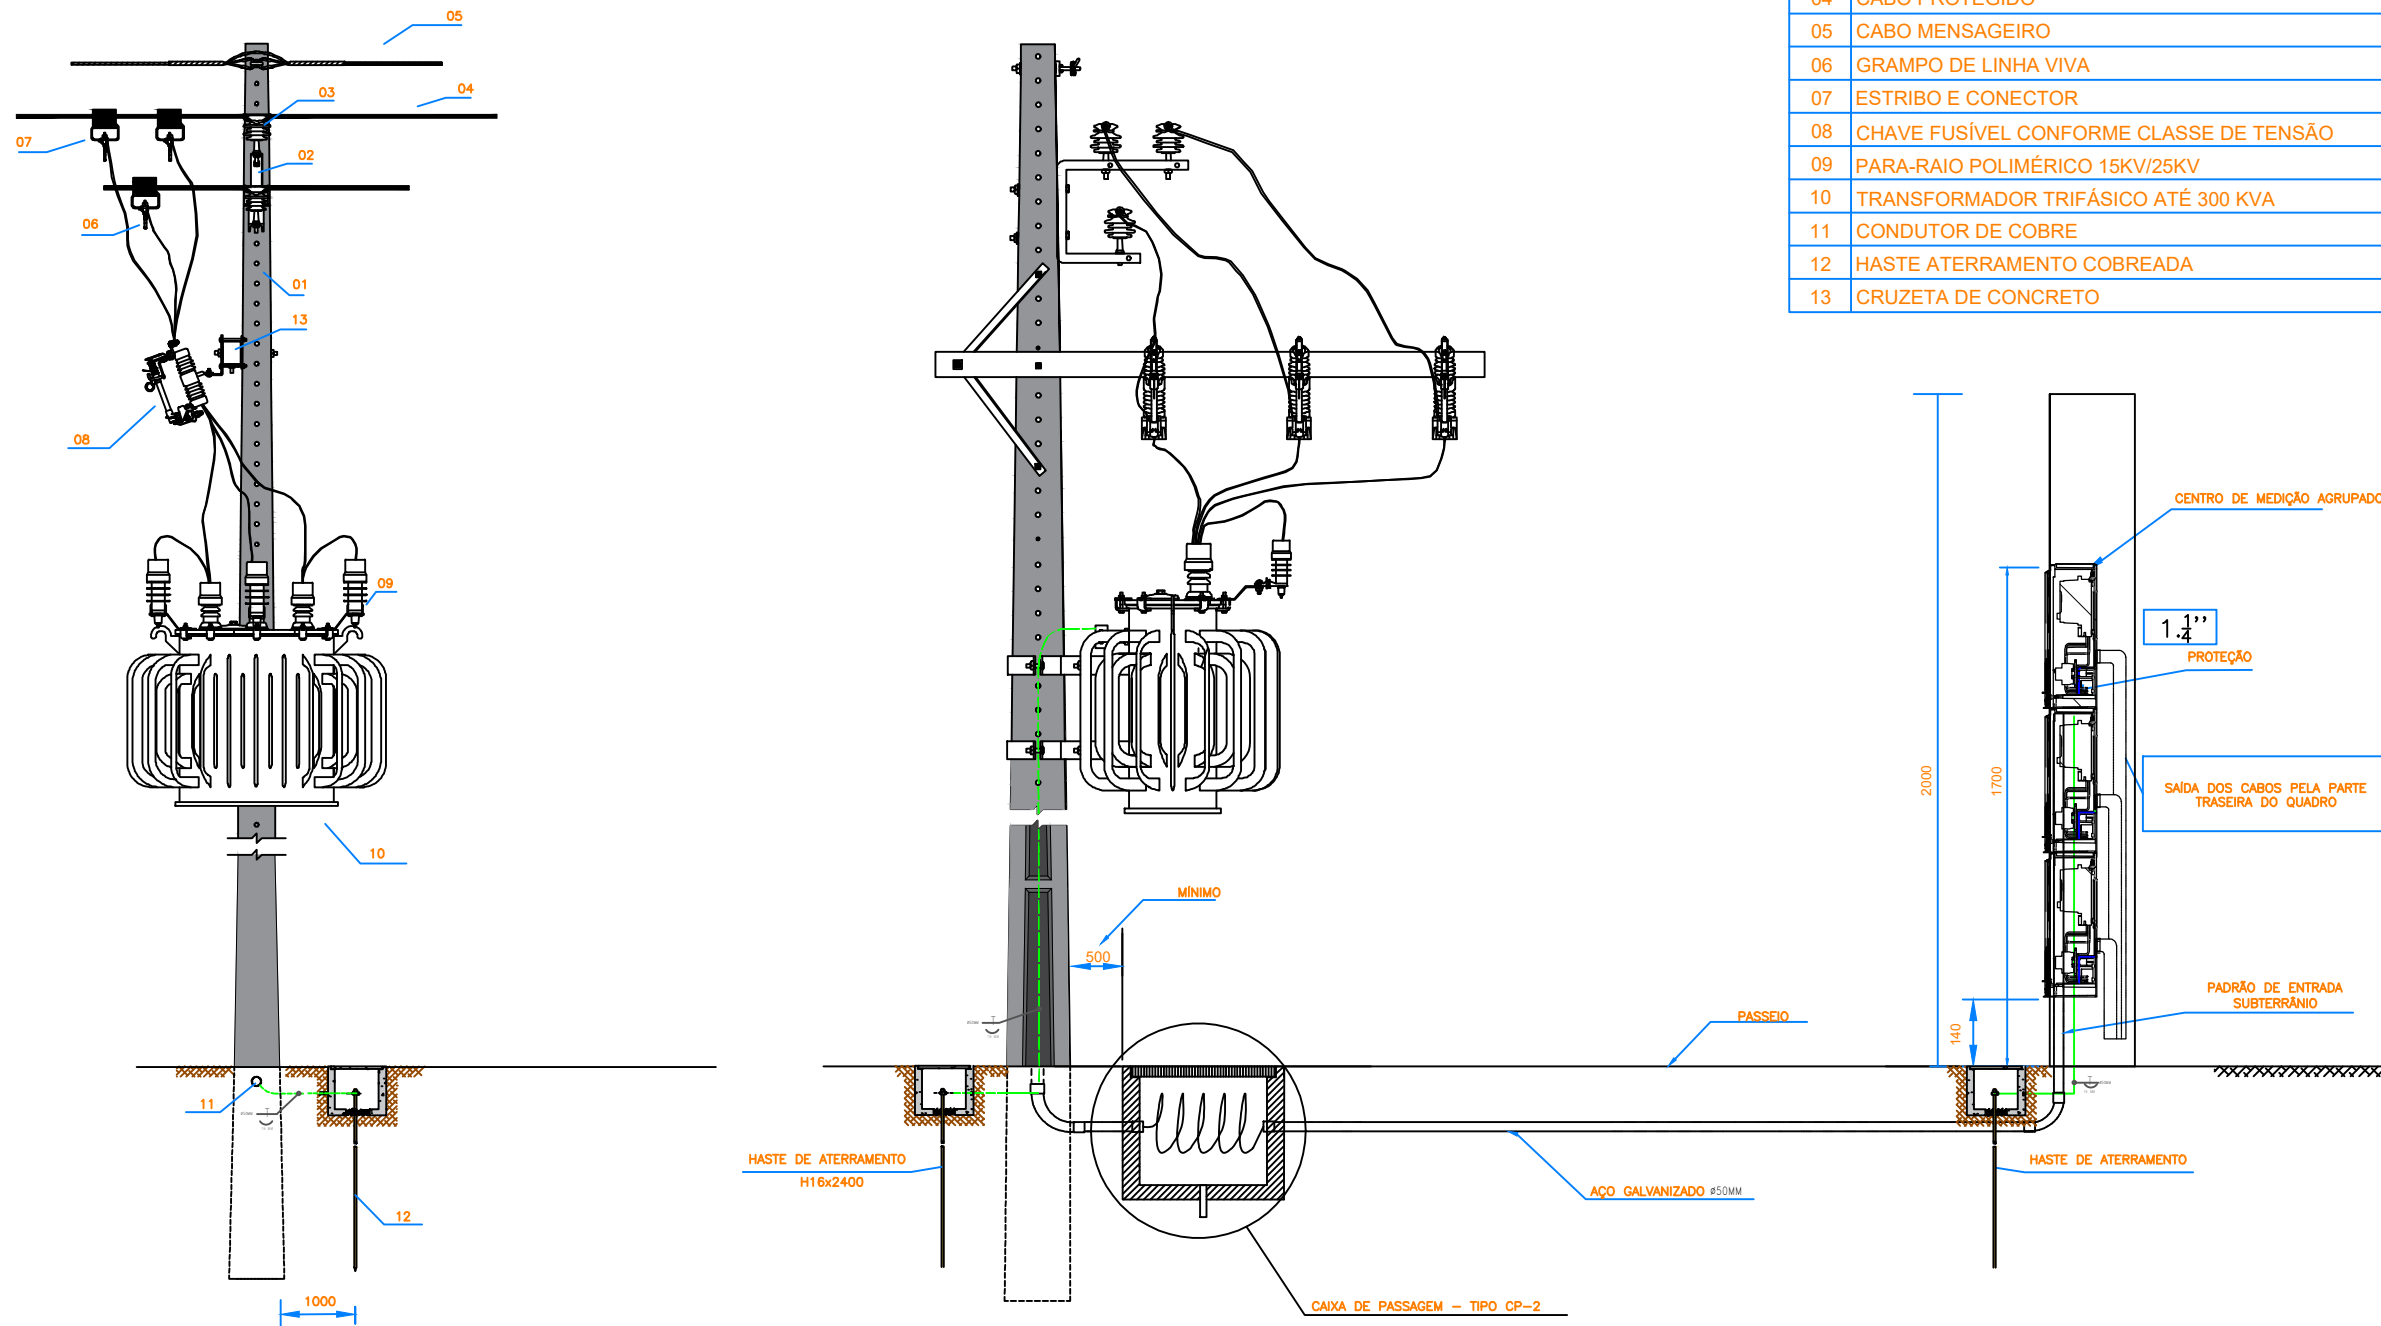 04 CABO PROTEGIDO
05 CABO MENSAGEIRO
06 GRAMPO DE LINHA VIVA
07 ESTRIBO E CONECTOR
08 CHAVE FUSÍVEL CONFORME CLASSE DE TENSÃO
09 PARA-RAIO POLIMÉRICO 15KV/25KV
10 TRANSFORMADOR TRIFÁSICO ATÉ 300 KVA
11 CONDUTOR DE COBRE
12 HASTE ATERRAMENTO COBREADA
13 CRUZETA DE CONCRETO
05
04
03
07
02
06
01
13
08
09
10
11
12
1000
MÍNIMO
500
HASTE DE ATERRAMENTO
H16x2400
PASSEIO
AÇO GALVANIZADO Ø50MM
CAIXA DE PASSAGEM - TIPO CP-2
2000
1700
140
CENTRO DE MEDIÇÃO AGRUPADO
1.1/4''
PROTEÇÃO
SAÍDA DOS CABOS PELA PARTE
TRASEIRA DO QUADRO
PADRÃO DE ENTRADA
SUBTERRÂNIO
HASTE DE ATERRAMENTO